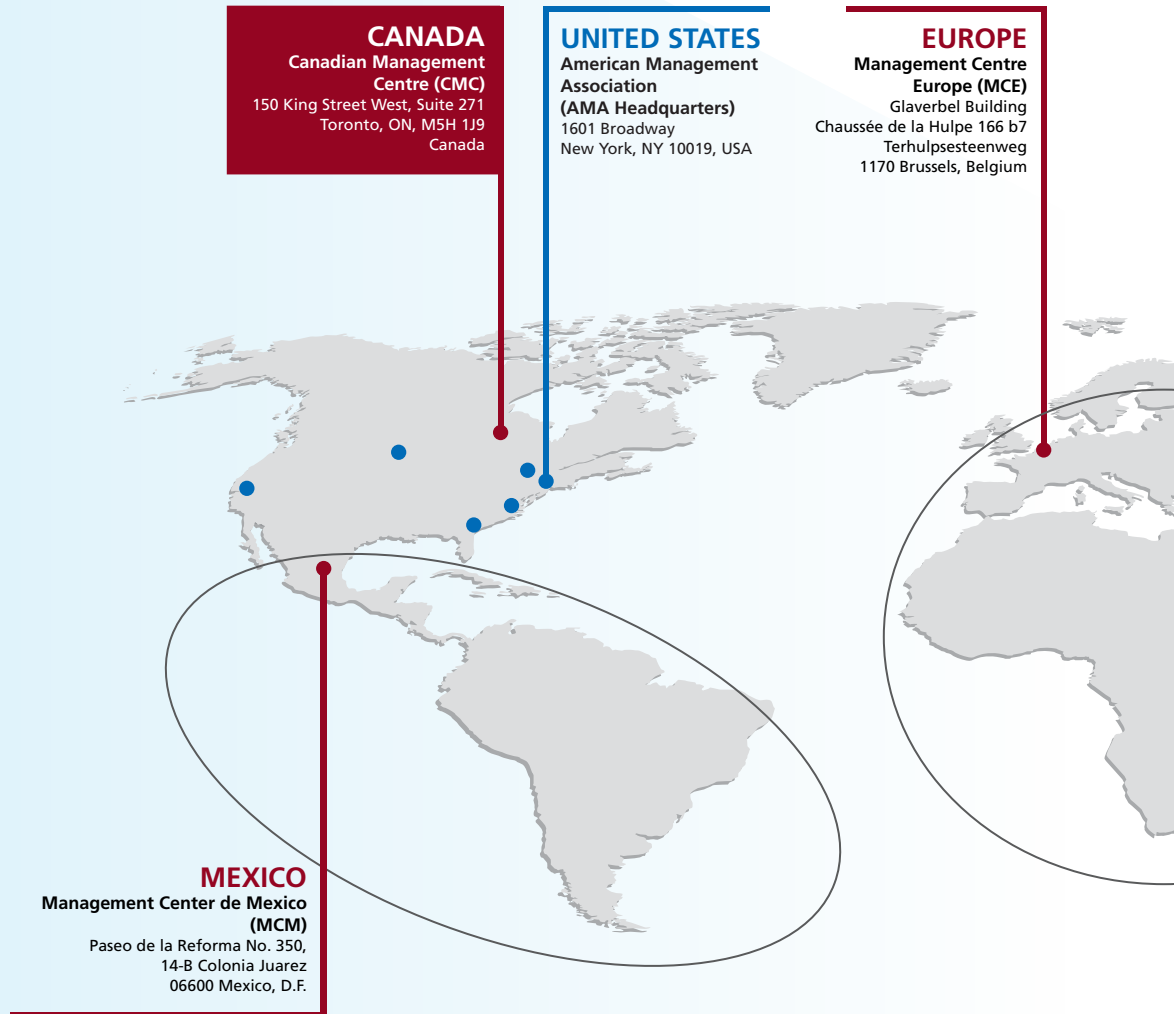 CANADA
Canadian Management
Centre (CMC)
150 King Street West, Suite 271
Toronto, ON, M5H 1J9
Canada
UNITED STATES
American Management
Association
(AMA Headquarters)
1601 Broadway
New York, NY 10019, USA
EUROPE
Management Centre
Europe (MCE)
Glaverbel Building
Chaussée de la Hulpe 166 b7
Terhulpsesteenweg
1170 Brussels, Belgium
MEXICO
Management Center de Mexico
(MCM)
Paseo de la Reforma No. 350,
14-B Colonia Juarez
06600 Mexico, D.F.